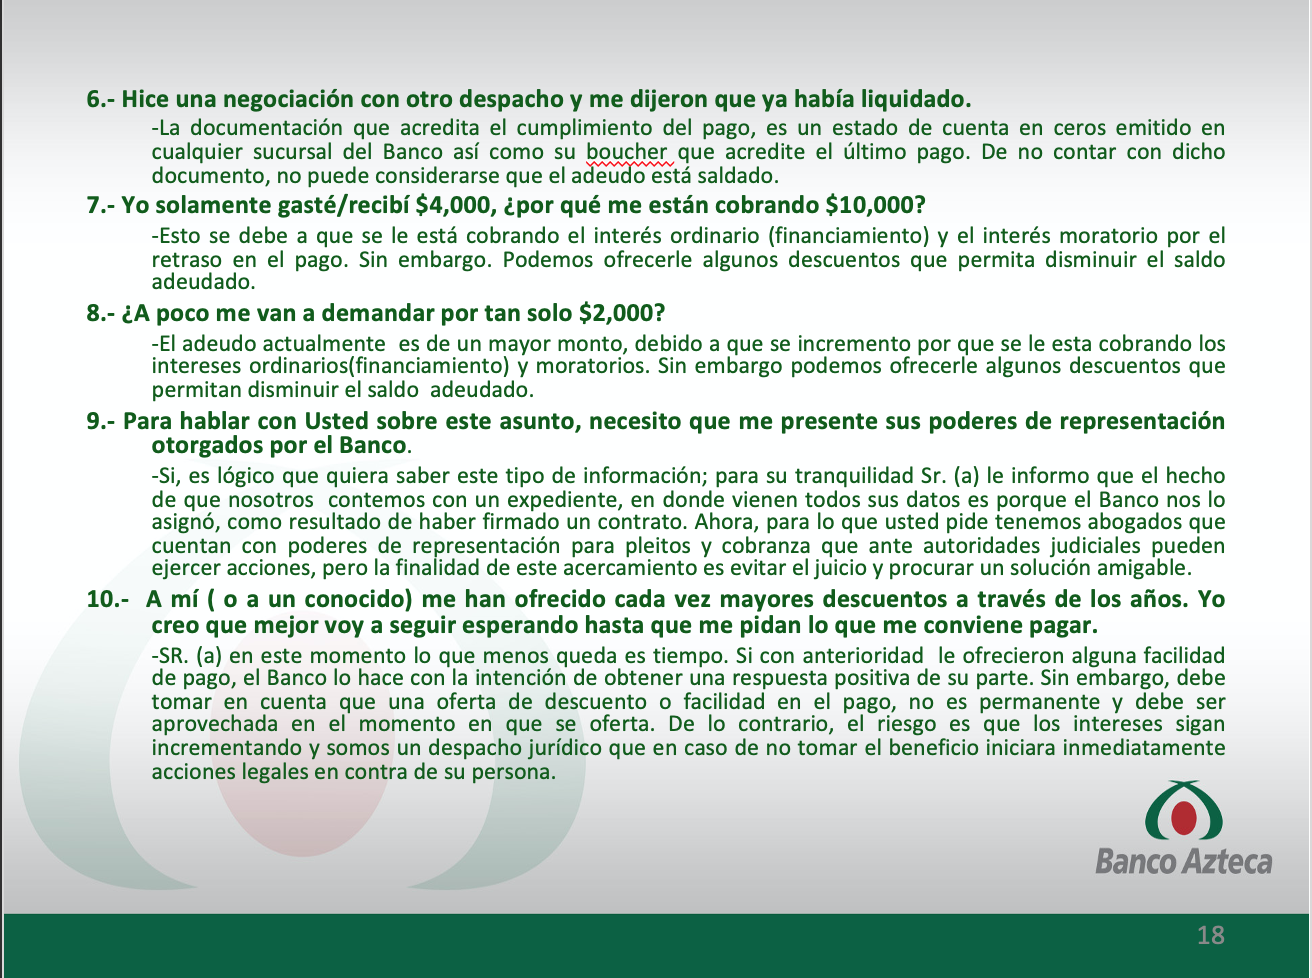 6.- Hice una negociación con otro despacho y me dijeron que ya había liquidado.
-La documentación que acredita el cumplimiento del pago, es un estado de cuenta en ceros emitido en
cualquier sucursal del Banco así como su boucher que acredite el último pago. De no contar con dicho
documento, no puede considerarse que el adeudo está saldado.
7.- Yo solamente gasté/recibí $4,000, ¿por qué me están cobrando $10,000?
-Esto se debe a que se le está cobrando el interés ordinario (financiamiento) y el interés moratorio por el
retraso en el pago. Sin embargo. Podemos ofrecerle algunos descuentos que permita disminuir el saldo
adeudado.
8.- ¿A poco me van a demandar por tan solo $2,000?
-El adeudo actualmente es de un mayor monto, debido a que se incremento por que se le esta cobrando los
intereses ordinarios(financiamiento) y moratorios. Sin embargo podemos ofrecerle algunos descuentos que
permitan disminuir el saldo adeudado.
9.- Para hablar con Usted sobre este asunto, necesito que me presente sus poderes de representación
otorgados por el Banco.
-Si, es lógico que quiera saber este tipo de información; para su tranquilidad Sr. (a) le informo que el hecho
de que nosotros contemos con un expediente, en donde vienen todos sus datos es porque el Banco nos lo
asignó, como resultado de haber firmado un contrato. Ahora, para lo que usted pide tenemos abogados que
cuentan con poderes de representación para pleitos y cobranza que ante autoridades judiciales pueden
ejercer acciones, pero la finalidad de este acercamiento es evitar el juicio y procurar un solución amigable.
10.- A mí ( o a un conocido) me han ofrecido cada vez mayores descuentos a través de los años. Yo
creo que mejor voy a seguir esperando hasta que me pidan lo que me conviene pagar.
-SR. (a) en este momento lo que menos queda es tiempo. Si con anterioridad le ofrecieron alguna facilidad
de pago, el Banco lo hace con la intención de obtener una respuesta positiva de su parte. Sin embargo, debe
tomar en cuenta que una oferta de descuento o facilidad en el pago, no es permanente y debe ser
aprovechada en el momento en que se oferta. De lo contrario, el riesgo es que los intereses sigan
incrementando y somos un despacho jurídico que en caso de no tomar el beneficio iniciara inmediatamente
acciones legales en contra de su persona.
Banco Azteca
18